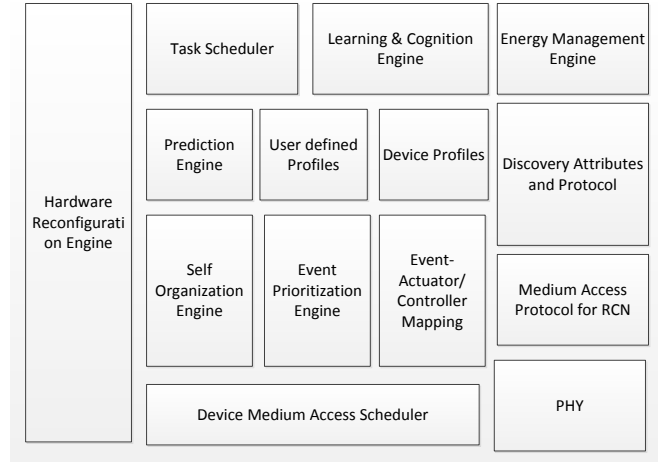 Hardware
Reconfigurati
on Engine
Task Scheduler
Learning & Cognition
Engine
Energy Management
Engine
Prediction
Engine
User defined
Profiles
Device Profiles
Discovery Attributes
and Protocol
Self
Organization
Engine
Event
Prioritization
Engine
Event-
Actuator/
Controller
Mapping
Medium Access
Protocol for RCN
Device Medium Access Scheduler
PHY